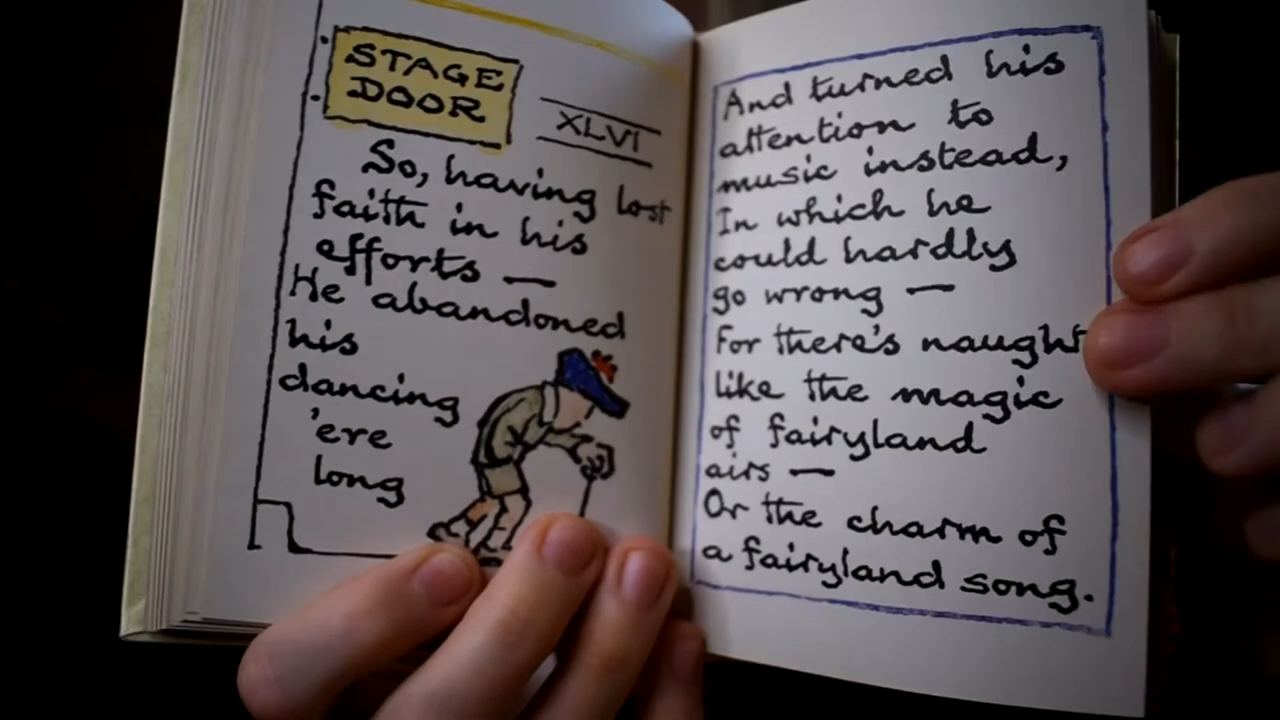 STAGE
DOOR
XLVI
So, having lost
faith in his
efforts —
He abandoned
his
dancing
'ere
long
And turned his
attention to
music instead,
In which he
could hardly
go wrong —
For there's naught
like the magic
of fairyland
airs —
Or the charm of
a fairyland song.